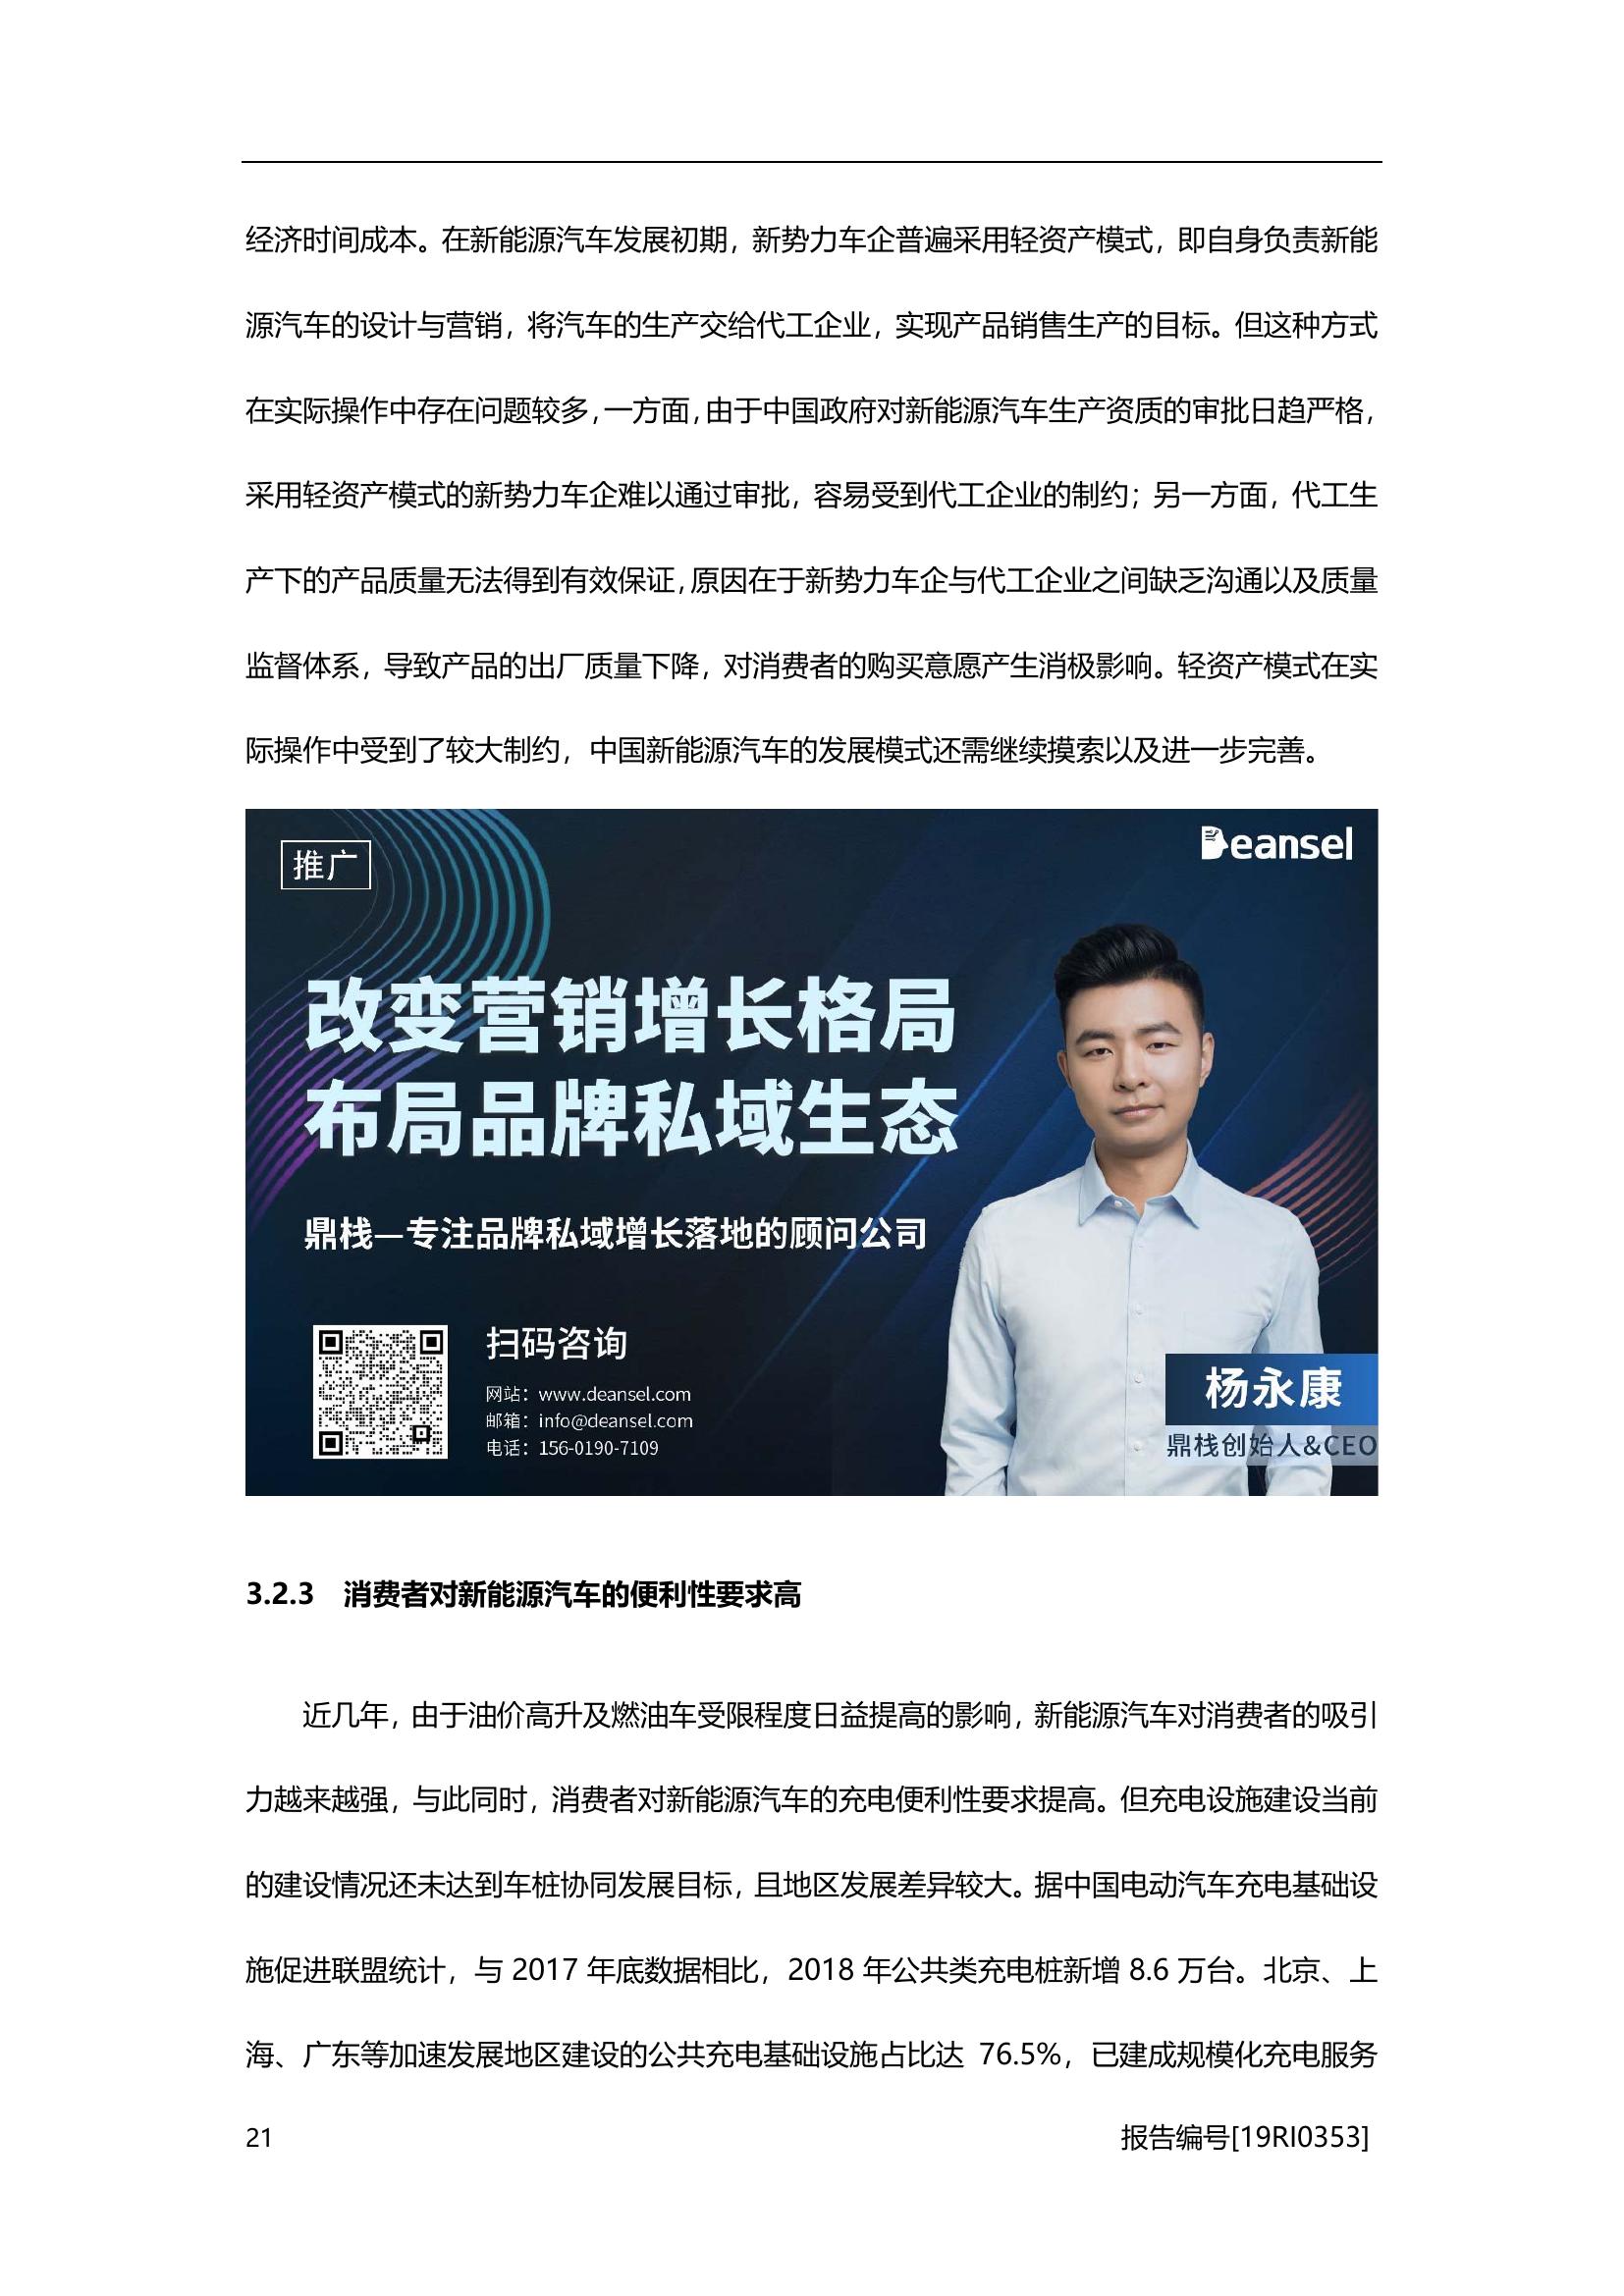 经济时间成本。在新能源汽车发展初期，新势力车企普遍采用轻资产模式，即自身负责新能
源汽车的设计与营销，将汽车的生产交给代工企业，实现产品销售生产的目标。但这种方式
在实际操作中存在问题较多，一方面，由于中国政府对新能源汽车生产资质的审批日趋严格，
采用轻资产模式的新势力车企难以通过审批，容易受到代工企业的制约；另一方面，代工生
产下的产品质量无法得到有效保证，原因在于新势力车企与代工企业之间缺乏沟通以及质量
监督体系，导致产品的出厂质量下降，对消费者的购买意愿产生消极影响。轻资产模式在实
际操作中受到了较大制约，中国新能源汽车的发展模式还需继续摸索以及进一步完善。
推广
Deansel
改变营销增长格局
布局品牌私域生态
鼎栈—专注品牌私域增长落地的顾问公司
扫码咨询
网站：www.deansel.com
邮箱：info@deansel.com
电话：156-0190-7109
杨永康
鼎栈创始人&CEO
3.2.3 消费者对新能源汽车的便利性要求高
近几年，由于油价高升及燃油车受限程度日益提高的影响，新能源汽车对消费者的吸引
力越来越强，与此同时，消费者对新能源汽车的充电便利性要求提高。但充电设施建设当前
的建设情况还未达到车桩协同发展目标，且地区发展差异较大。据中国电动汽车充电基础设
施促进联盟统计，与 2017 年底数据相比，2018 年公共类充电桩新增 8.6 万台。北京、上
海、广东等加速发展地区建设的公共充电基础设施占比达 76.5%，已建成规模化充电服务
21 报告编号[19RI0353]